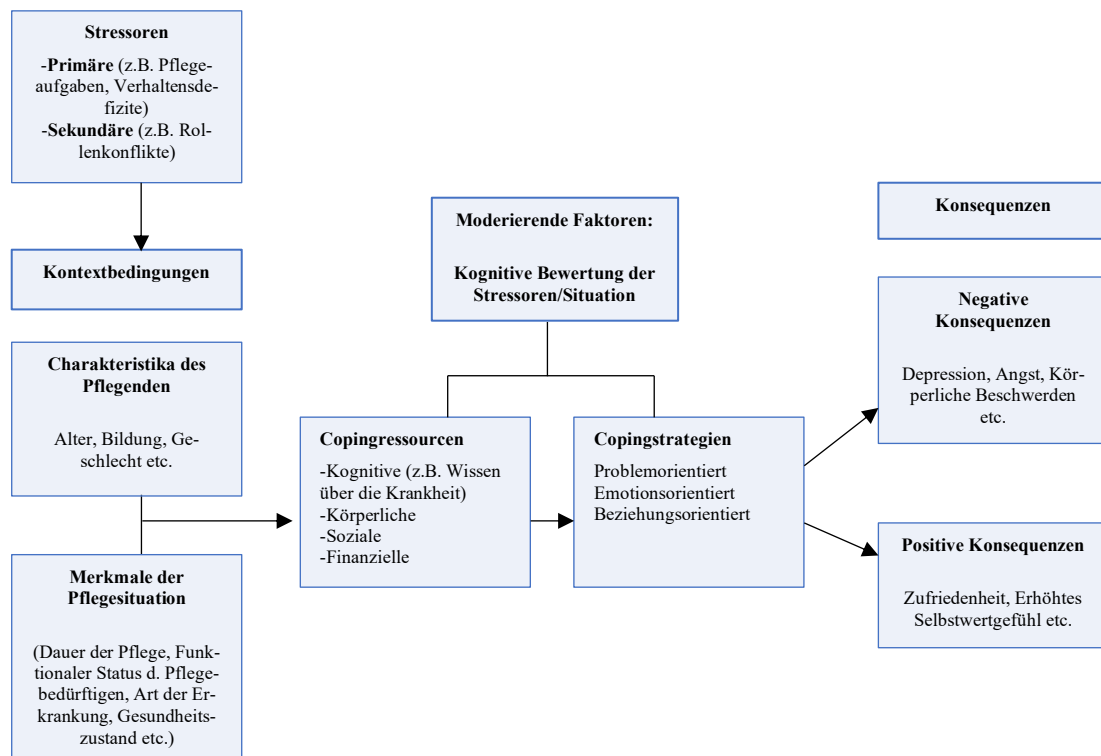 Stressoren
-Primäre (z.B. Pflege-
aufgaben, Verhaltensde-
fizite)
-Sekundäre (z.B. Rol-
lenkonflikte)
Kontextbedingungen
Charakteristika des
Pflegenden
Alter, Bildung, Ge-
schlecht etc.
Merkmale der
Pflegesituation
(Dauer der Pflege, Funk-
tionaler Status d. Pflege-
bedürftigen, Art der Er-
krankung, Gesundheits-
zustand etc.)
Moderierende Faktoren:
Kognitive Bewertung der
Stressoren/Situation
Copingressourcen
-Kognitive (z.B. Wissen
über die Krankheit)
-Körperliche
-Soziale
-Finanzielle
Copingstrategien
Problemorientiert
Emotionsorientiert
Beziehungsorientiert
Konsequenzen
Negative
Konsequenzen
Depression, Angst, Kör-
perliche Beschwerden
etc.
Positive Konsequenzen
Zufriedenheit, Erhöhtes
Selbstwertgefühl etc.